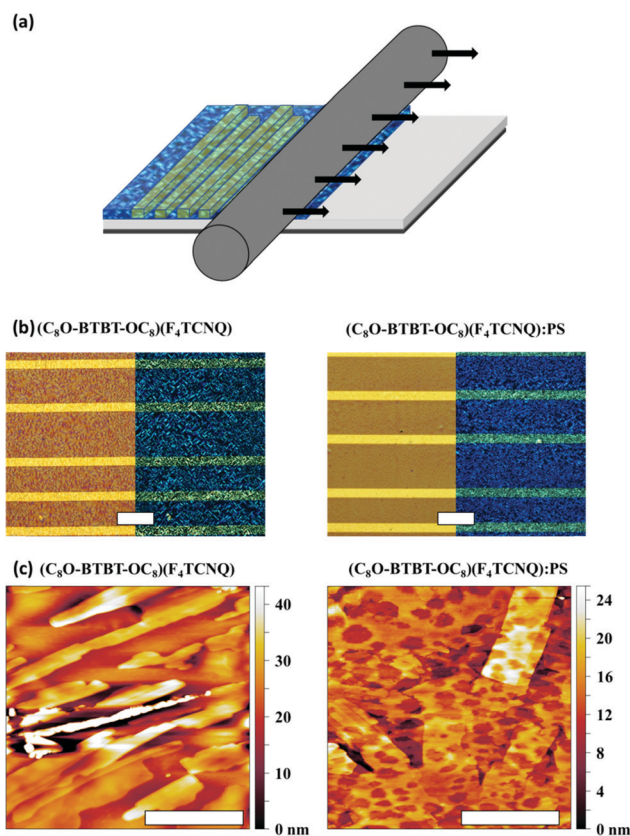 (a)
(b) (C₈O-BTBT-OC₈)(F₄TCNQ)
(C₈O-BTBT-OC₈)(F₄TCNQ):PS
(c) (C₈O-BTBT-OC₈)(F₄TCNQ)
(C₈O-BTBT-OC₈)(F₄TCNQ):PS
40
30
20
10
0 nm
24
20
16
12
8
4
0 nm